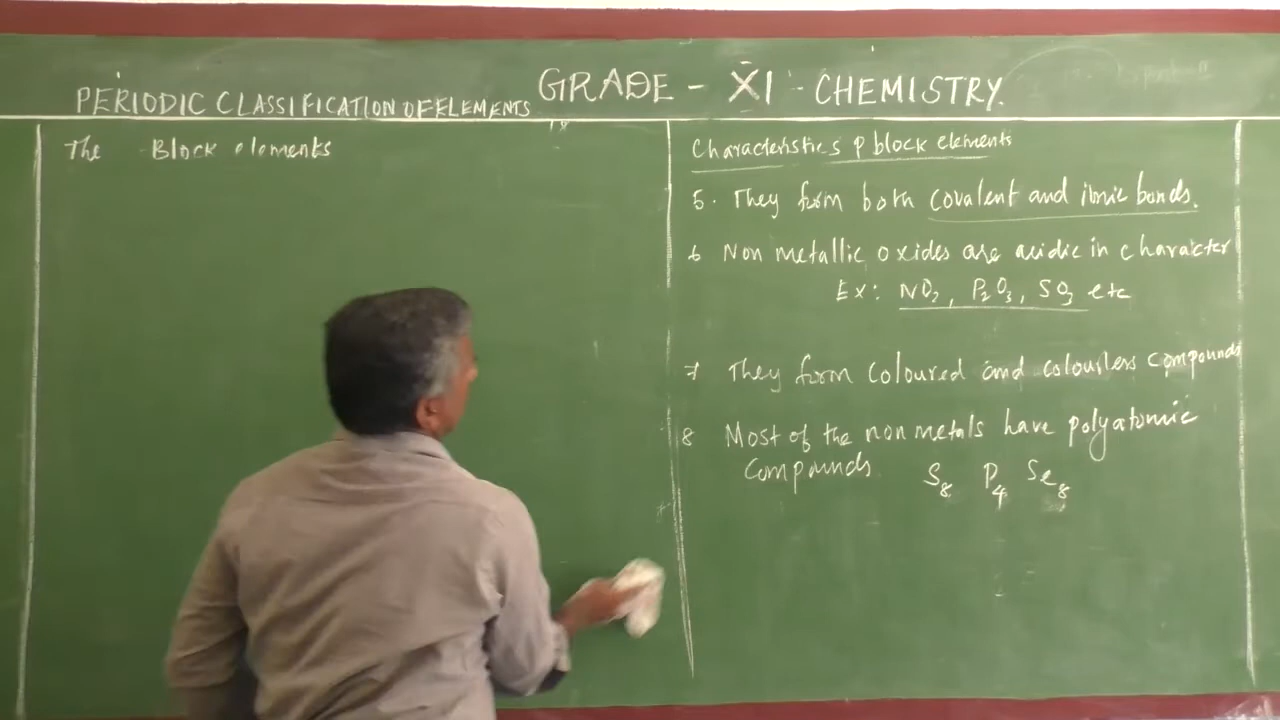 GRADE - XI - CHEMISTRY.
PERIODIC CLASSIFICATION OF ELEMENTS
The Block elements
18
Characteristics p block elements
5. They form both covalent and ionic bonds.
6 Non metallic oxides are acidic in character
Ex: NO₂, P₂O₃, SO₃ etc
7 They form coloured and colourless compounds
8 Most of the non metals have polyatomic
compounds S₈ P₄ Se₈